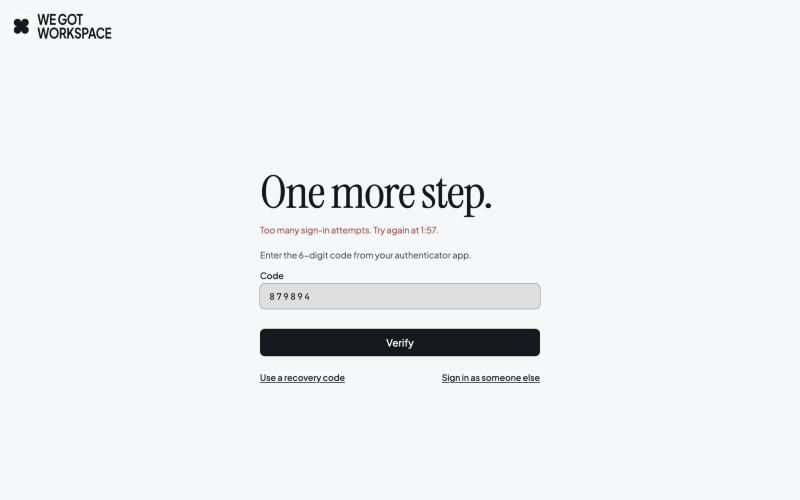 WE GOT
WORKSPACE
One more step.
Too many sign-in attempts. Try again at 1:57.
Enter the 6-digit code from your authenticator app.
Code
879894
Verify
Use a recovery code
Sign in as someone else